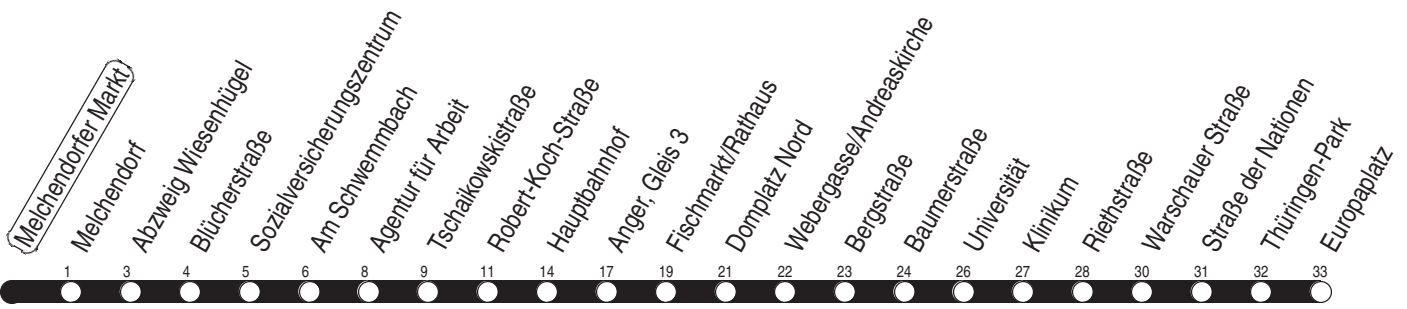 Melchendorfer Markt
Melchendorf
Abzweig Wiesenhügel
Blücherstraße
Sozialversicherungszentrum
Am Schwemmbach
Agentur für Arbeit
Tschaikowskistraße
Robert-Koch-Straße
Hauptbahnhof
Anger, Gleis 3
Fischmarkt/Rathaus
Domplatz Nord
Webergasse/Andreaskirche
Bergstraße
Baumerstraße
Universität
Klinikum
Riethstraße
Warschauer Straße
Straße der Nationen
Thüringen-Park
Europaplatz
1 3 4 5 6 8 9 11 14 17 19 21 22 23 24 26 27 28 30 31 32 33